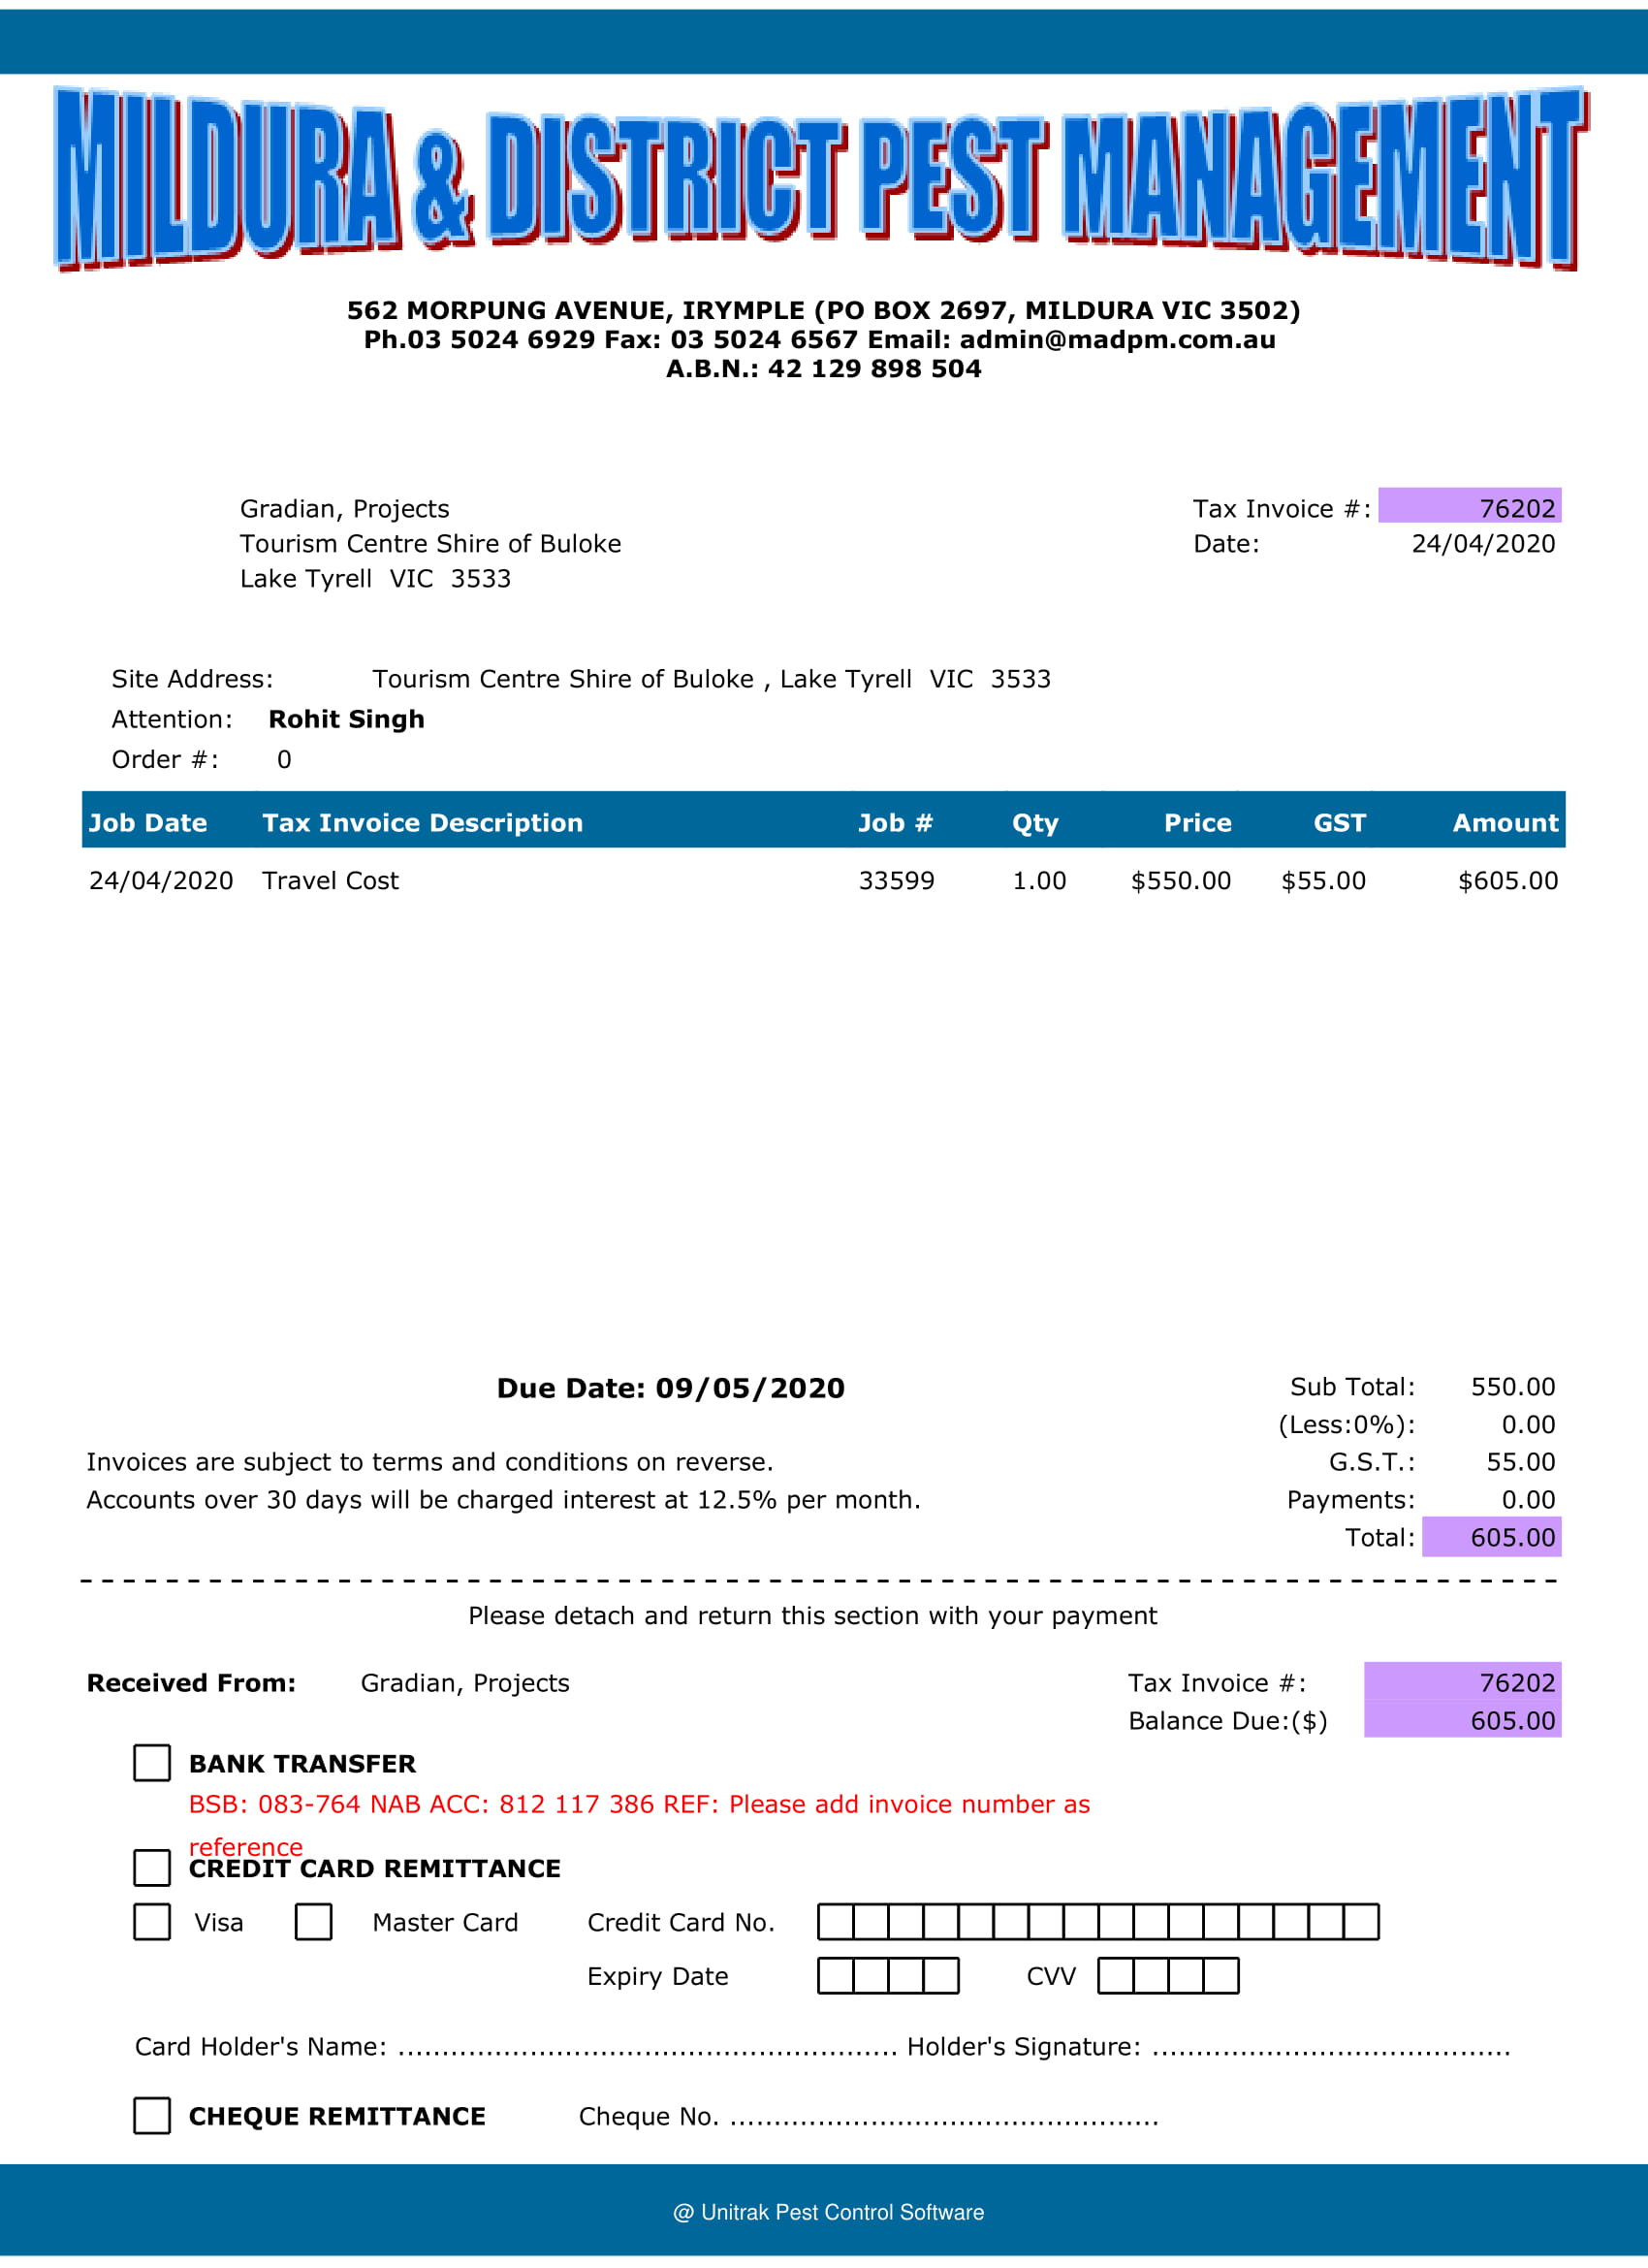 MILDURA & DISTRICT PEST MANAGEMENT
562 MORPUNG AVENUE, IRYMPLE (PO BOX 2697, MILDURA VIC 3502)
Ph.03 5024 6929 Fax: 03 5024 6567 Email: admin@madpm.com.au
A.B.N.: 42 129 898 504
Gradian, Projects Tax Invoice #: 76202
Tourism Centre Shire of Buloke Date: 24/04/2020
Lake Tyrell VIC 3533
Site Address: Tourism Centre Shire of Buloke , Lake Tyrell VIC 3533
Attention: Rohit Singh
Order #: 0
Job Date Tax Invoice Description Job # Qty Price GST Amount
24/04/2020 Travel Cost 33599 1.00 $550.00 $55.00 $605.00
Due Date: 09/05/2020 Sub Total: 550.00
(Less:0%): 0.00
Invoices are subject to terms and conditions on reverse. G.S.T.: 55.00
Accounts over 30 days will be charged interest at 12.5% per month. Payments: 0.00
Total: 605.00
Please detach and return this section with your payment
Received From: Gradian, Projects Tax Invoice #: 76202
Balance Due:($) 605.00
BANK TRANSFER
BSB: 083-764 NAB ACC: 812 117 386 REF: Please add invoice number as
reference
CREDIT CARD REMITTANCE
Visa Master Card Credit Card No.
Expiry Date CVV
Card Holder's Name: ......................................................... Holder's Signature: .........................................
CHEQUE REMITTANCE Cheque No. .................................................
@ Unitrak Pest Control Software